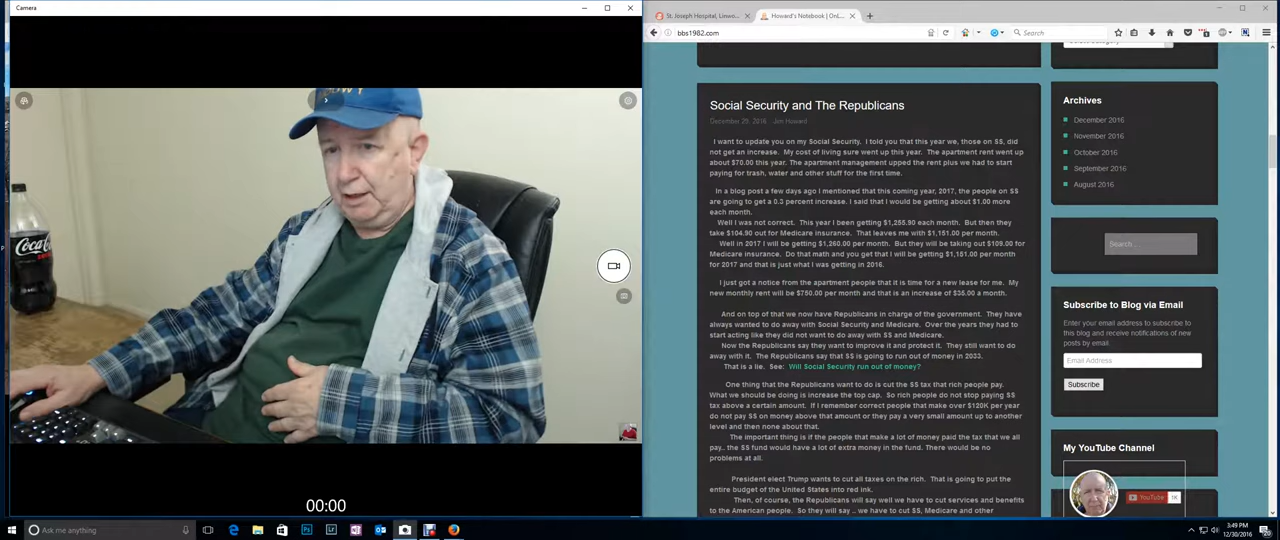 Camera
00:00
St. Joseph Hospital, Linwo...
Howard's Notebook | OnL...
bbs1982.com
Search
Social Security and The Republicans
December 29, 2016 Jim Howard
I want to update you on my Social Security. I told you that this year we, those on SS, did
not get an increase. My cost of living sure went up this year. The apartment rent went up
about $70.00 this year. The apartment management upped the rent plus we had to start
paying for trash, water and other stuff for the first time.
In a blog post a few days ago I mentioned that this coming year, 2017, the people on SS
are going to get a 0.3 percent increase. I said that I would be getting about $1.00 more
each month.
Well I was not correct. This year I been getting $1,255.90 each month. But then they
take $104.90 out for Medicare insurance. That leaves me with $1,151.00 per month.
Well in 2017 I will be getting $1,260.00 per month. But they will be taking out $109.00 for
Medicare insurance. Do that math and you get that I will be getting $1,151.00 per month
for 2017 and that is just what I was getting in 2016.
I just got a notice from the apartment people that it is time for a new lease for me. My
new monthly rent will be $750.00 per month and that is an increase of $35.00 a month.
And on top of that we now have Republicans in charge of the government. They have
always wanted to do away with Social Security and Medicare. Over the years they had to
start acting like they did not want to do away with SS and Medicare.
Now the Republicans say they want to improve it and protect it. They still want to do
away with it. The Republicans say that SS is going to run out of money in 2033.
That is a lie. See: Will Social Security run out of money?
One thing that the Republicans want to do is cut the SS tax that rich people pay.
What we should be doing is increase the top cap. So rich people do not stop paying SS
tax above a certain amount. If I remember correct people that make over $120K per year
do not pay SS on money above that amount or they pay a very small amount up to another
level and then none about that.
The important thing is if the people that make a lot of money paid the tax that we all
pay.. the SS fund would have a lot of extra money in the fund. There would be no
problems at all.
President elect Trump wants to cut all taxes on the rich. That is going to put the
entire budget of the United States into red ink.
Then, of course, the Republicans will say well we have to cut services and benefits
to the American people. So they will say .. we have to cut SS, Medicare and other
Archives
December 2016
November 2016
October 2016
September 2016
August 2016
Search...
Subscribe to Blog via Email
Enter your email address to subscribe to
this blog and receive notifications of new
posts by email.
Email Address
Subscribe
My YouTube Channel
YouTube 1K
Coca-Cola
Ask me anything
3:49 PM
12/30/2016